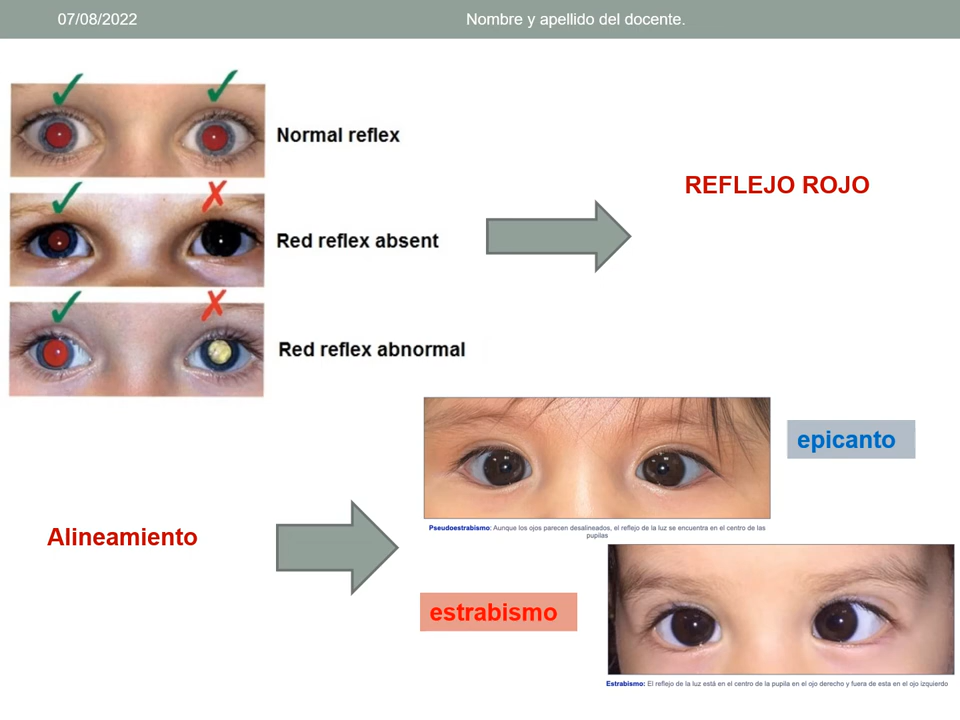 07/08/2022
Nombre y apellido del docente.
Normal reflex
Red reflex absent
REFLEJO ROJO
Red reflex abnormal
epicanto
Pseudoestrabismo: Aunque los ojos parecen desalineados, el reflejo de la luz se encuentra en el centro de las
pupilas
Alineamiento
estrabismo
Estrabismo: El reflejo de la luz está en el centro de la pupila en el ojo derecho y fuera de esta en el ojo izquierdo